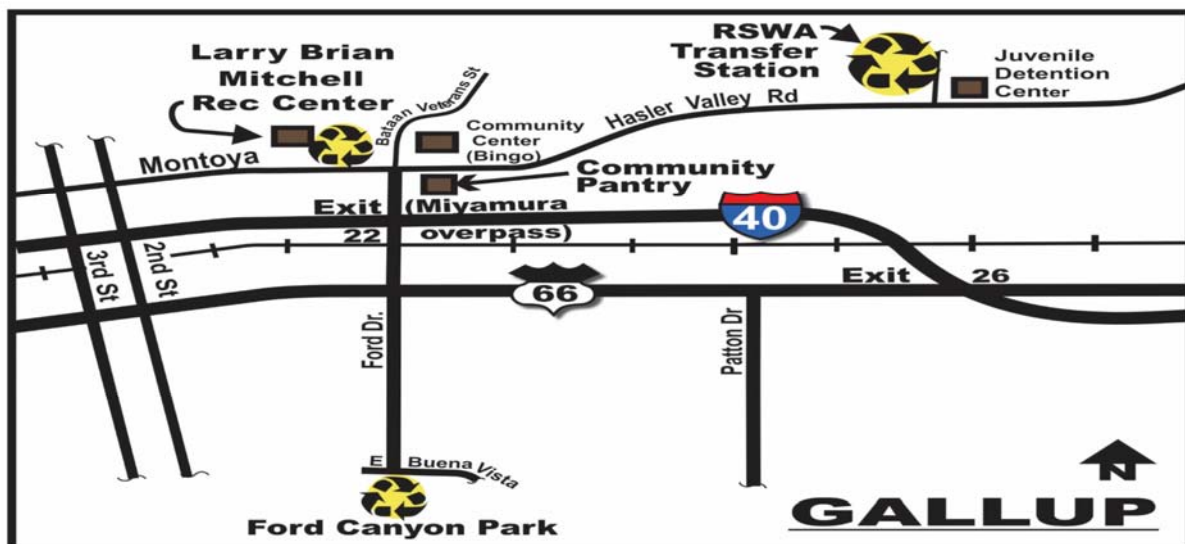 Larry Brian
Mitchell
Rec Center
RSWA
Transfer
Station
Juvenile
Detention
Center
Bataan Veterans St
Community
Center
(Bingo)
Hasler Valley Rd
Montoya
Community
Pantry
Exit (Miyamura
22 overpass)
40
3rd St
2nd St
66
Exit 26
Ford Dr.
Patton Dr
E Buena Vista
Ford Canyon Park
N
GALLUP